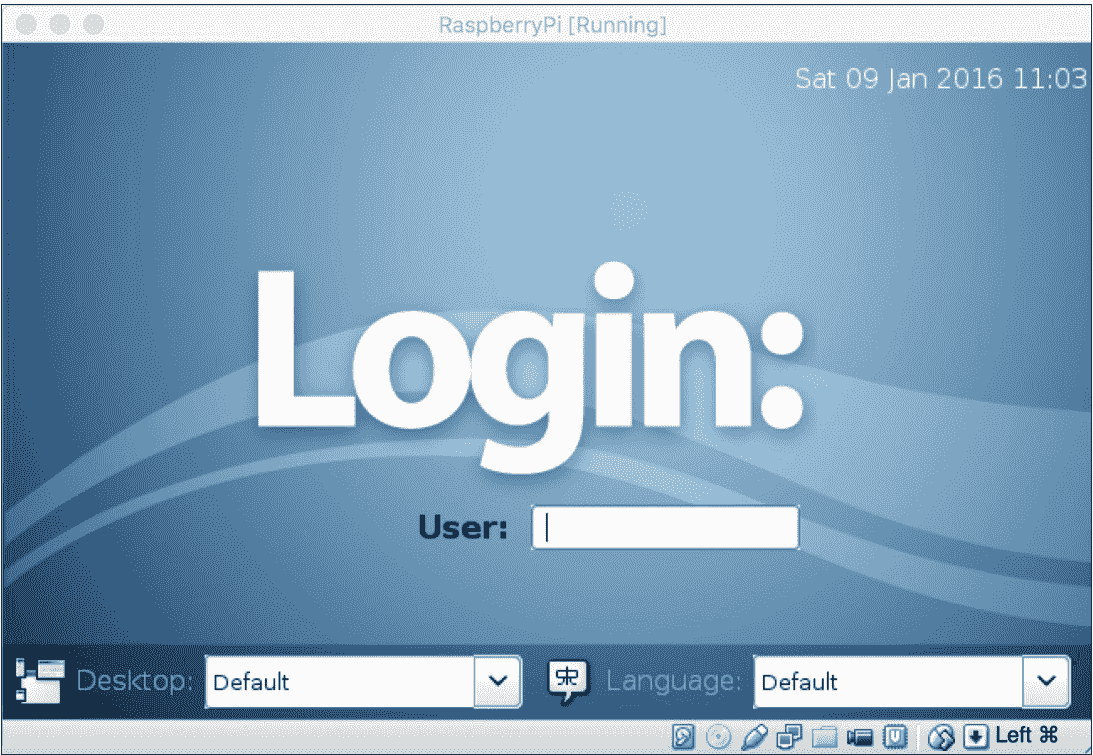 RaspberryPi [Running]
Sat 09 Jan 2016 11:03
Login:
User:
Desktop: Default Language: Default
Left ⌘